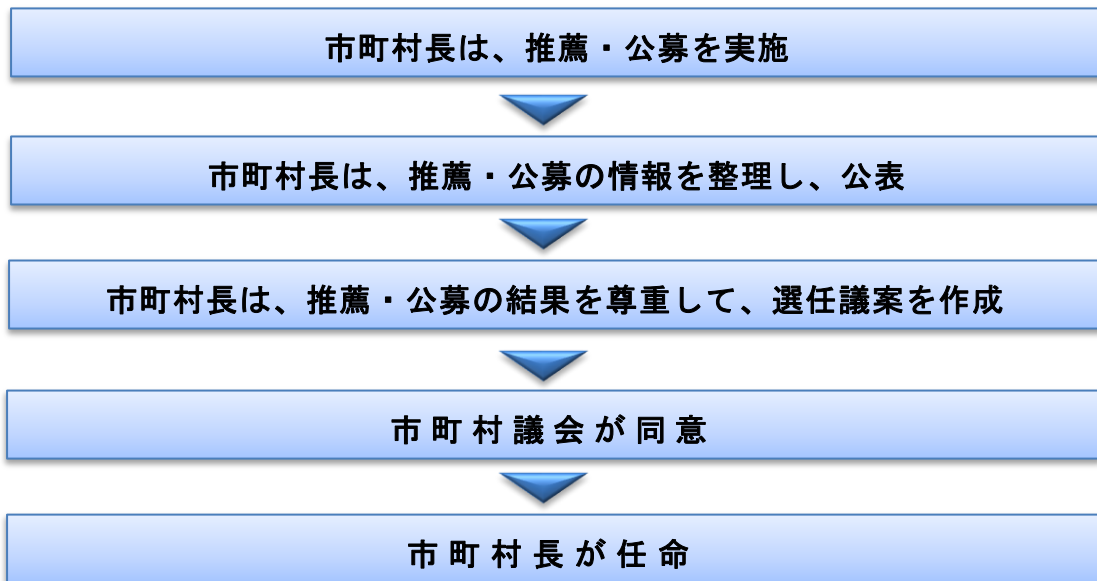 市町村長は、推薦・公募を実施
市町村長は、推薦・公募の情報を整理し、公表
市町村長は、推薦・公募の結果を尊重して、選任議案を作成
市町村議会が同意
市町村長が任命